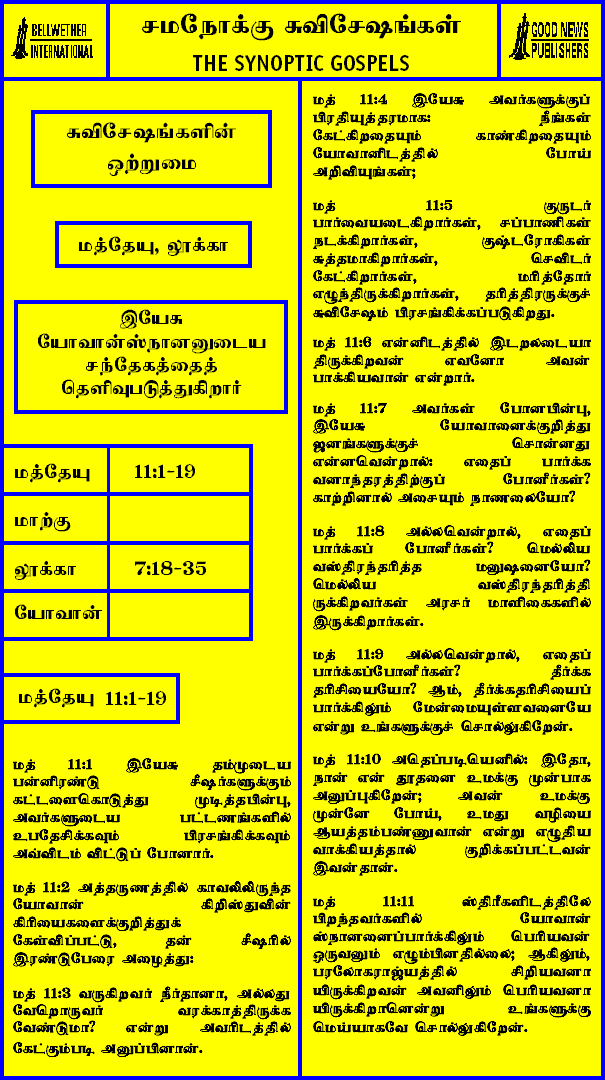 BELLWETHER
INTERNATIONAL
சமநோக்கு சுவிசேஷங்கள்
THE SYNOPTIC GOSPELS
GOOD NEWS
PUBLISHERS
சுவிசேஷங்களின்
ஒற்றுமை
மத்தேயு, லூக்கா
இயேசு
யோவான்ஸ்நானனுடைய
சந்தேகத்தைத்
தெளிவுபடுத்துகிறார்
மத்தேயு 11:1-19
மாற்கு
லூக்கா 7:18-35
யோவான்
மத்தேயு 11:1-19
மத் 11:1 இயேசு தம்முடைய
பன்னிரண்டு சீஷர்களுக்கும்
கட்டளைகொடுத்து முடித்தபின்பு,
அவர்களுடைய பட்டணங்களில்
உபதேசிக்கவும் பிரசங்கிக்கவும்
அவ்விடம் விட்டுப் போனார்.
மத் 11:2 அத்தருணத்தில் காவலிலிருந்த
யோவான் கிறிஸ்துவின்
கிரியைகளைக்குறித்துக்
கேள்விப்பட்டு, தன் சீஷரில்
இரண்டுபேரை அழைத்து:
மத் 11:3 வருகிறவர் நீர்தானா, அல்லது
வேறொருவர் வரக்காத்திருக்க
வேண்டுமா? என்று அவரிடத்தில்
கேட்கும்படி அனுப்பினான்.
மத் 11:4 இயேசு அவர்களுக்குப்
பிரதியுத்தரமாக: நீங்கள்
கேட்கிறதையும் காண்கிறதையும்
யோவானிடத்தில் போய்
அறிவியுங்கள்;
மத் 11:5 குருடர்
பார்வையடைகிறார்கள், சப்பாணிகள்
நடக்கிறார்கள், குஷ்டரோகிகள்
சுத்தமாகிறார்கள், செவிடர்
கேட்கிறார்கள், மரித்தோர்
எழுந்திருக்கிறார்கள், தரித்திரருக்குச்
சுவிசேஷம் பிரசங்கிக்கப்படுகிறது.
மத் 11:6 என்னிடத்தில் இடறலடையா
திருக்கிறவன் எவனோ அவன்
பாக்கியவான் என்றார்.
மத் 11:7 அவர்கள் போனபின்பு,
இயேசு யோவானைக்குறித்து
ஜனங்களுக்குச் சொன்னது
என்னவென்றால்: எதைப் பார்க்க
வனாந்தரத்திற்குப் போனீர்கள்?
காற்றினால் அசையும் நாணலையோ?
மத் 11:8 அல்லவென்றால், எதைப்
பார்க்கப் போனீர்கள்? மெல்லிய
வஸ்திரந்தரித்த மனுஷனையோ?
மெல்லிய வஸ்திரந்தரித்தி
ருக்கிறவர்கள் அரசர் மாளிகைகளில்
இருக்கிறார்கள்.
மத் 11:9 அல்லவென்றால், எதைப்
பார்க்கப்போனீர்கள்? தீர்க்க
தரிசியையோ? ஆம், தீர்க்கதரிசியைப்
பார்க்கிலும் மேன்மையுள்ளவனையே
என்று உங்களுக்குச் சொல்லுகிறேன்.
மத் 11:10 அதெப்படியெனில்: இதோ,
நான் என் தூதனை உமக்கு முன்பாக
அனுப்புகிறேன்; அவன் உமக்கு
முன்னே போய், உமது வழியை
ஆயத்தம்பண்ணுவான் என்று எழுதிய
வாக்கியத்தால் குறிக்கப்பட்டவன்
இவன்தான்.
மத் 11:11 ஸ்திரீகளிடத்திலே
பிறந்தவர்களில் யோவான்
ஸ்நானனைப்பார்க்கிலும் பெரியவன்
ஒருவனும் எழும்பினதில்லை; ஆகிலும்,
பரலோகராஜ்யத்தில் சிறியவனா
யிருக்கிறவன் அவனிலும் பெரியவனா
யிருக்கிறானென்று உங்களுக்கு
மெய்யாகவே சொல்லுகிறேன்.